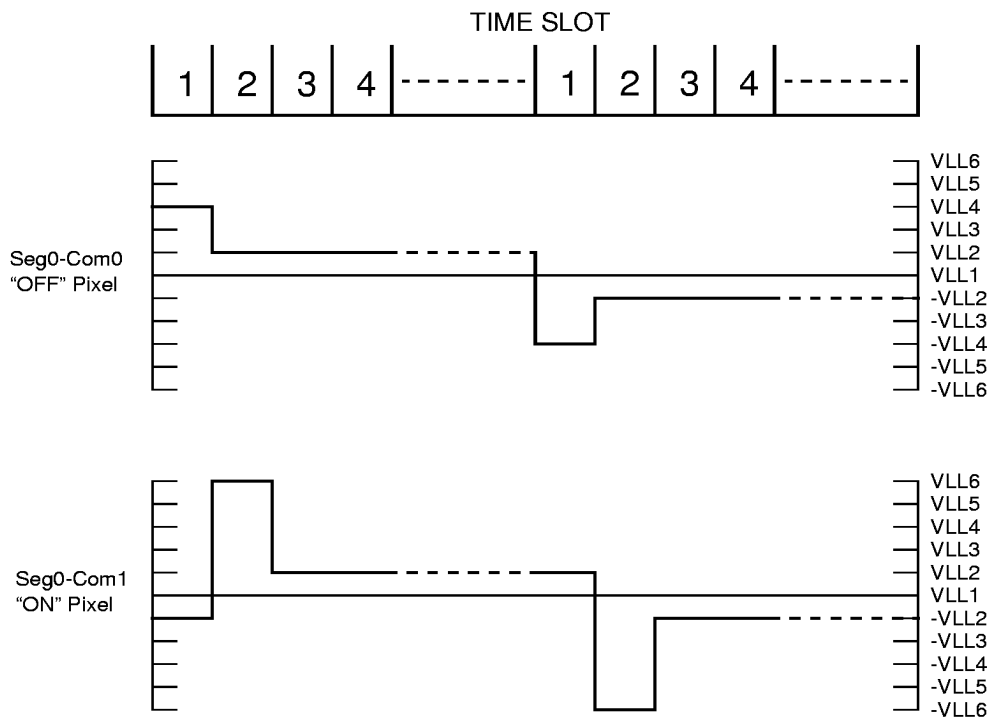 TIME SLOT
1 2 3 4 1 2 3 4
VLL6
VLL5
VLL4
VLL3
Seg0-Com0
“OFF” Pixel
VLL2
VLL1
-VLL2
-VLL3
-VLL4
-VLL5
-VLL6
VLL6
VLL5
VLL4
VLL3
Seg0-Com1
“ON” Pixel
VLL2
VLL1
-VLL2
-VLL3
-VLL4
-VLL5
-VLL6